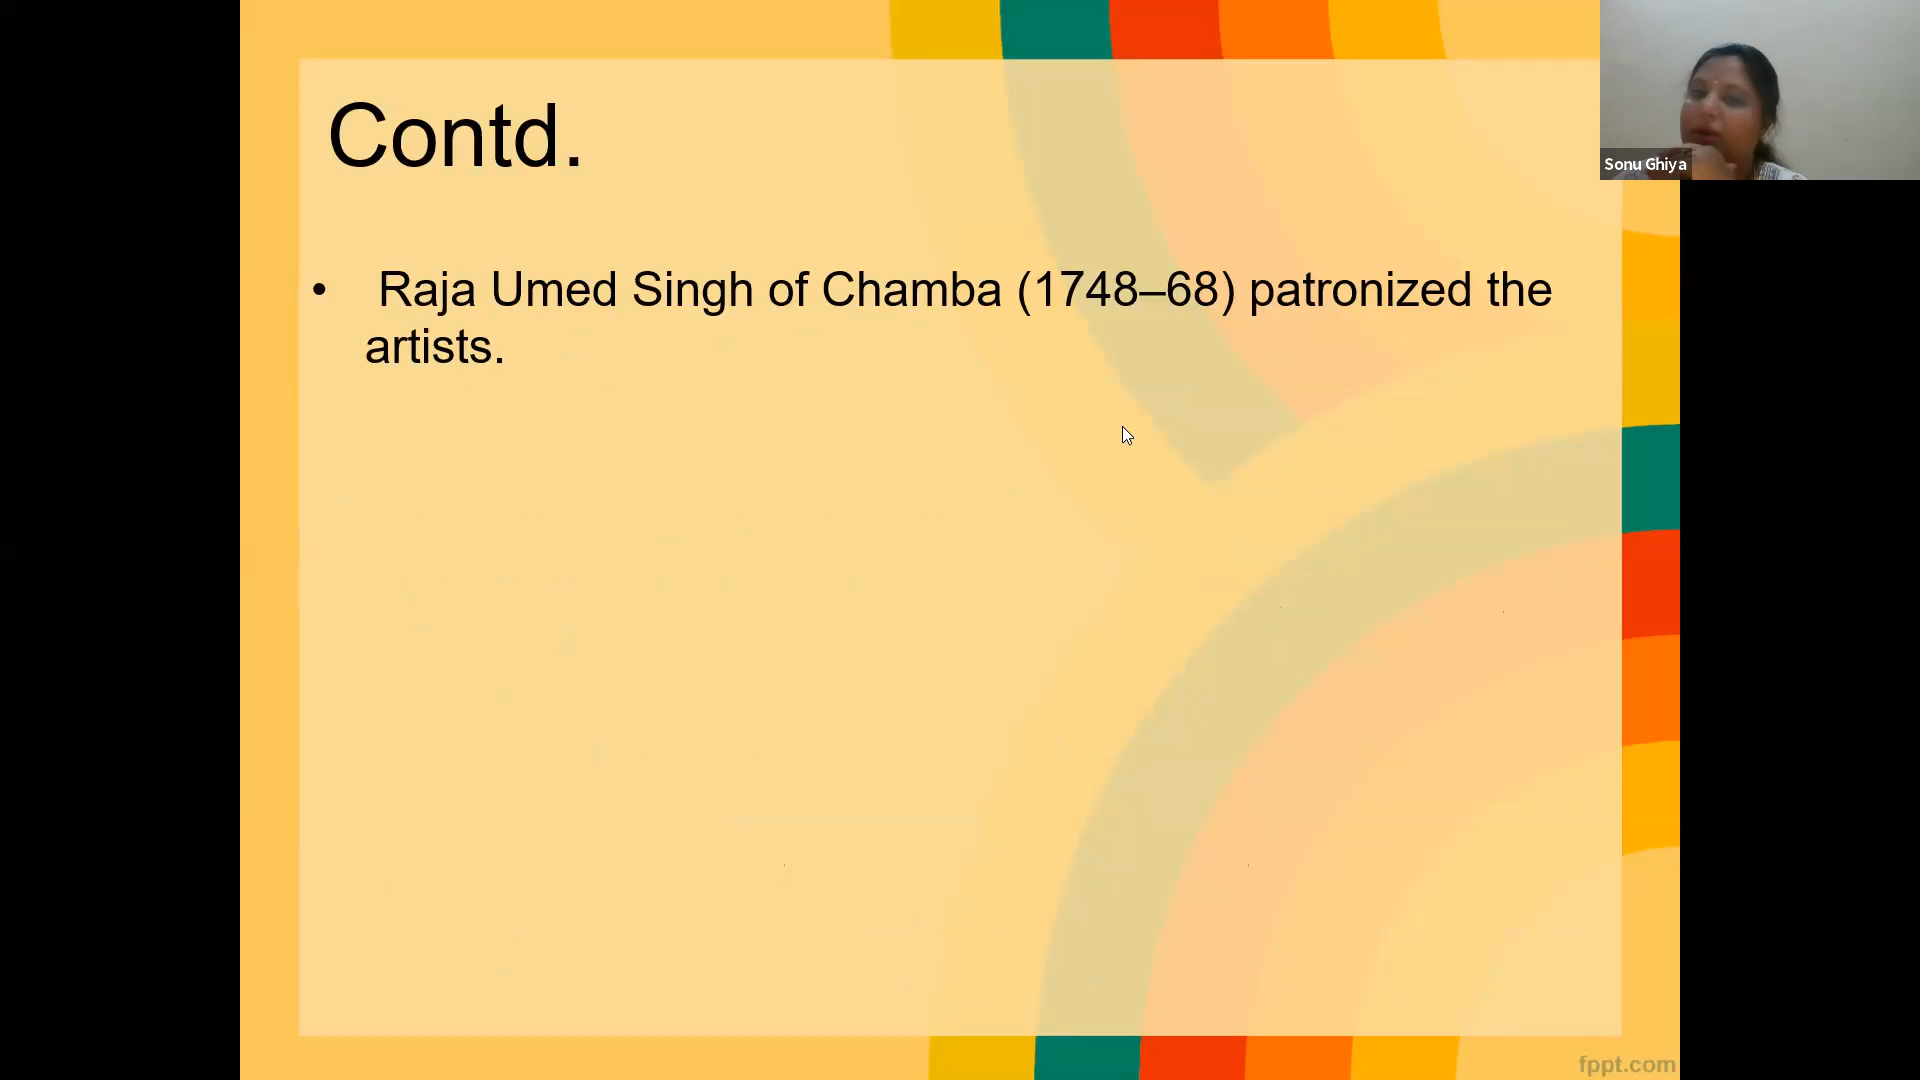 Contd.
• Raja Umed Singh of Chamba (1748–68) patronized the
artists.
Sonu Ghiya
fppt.com